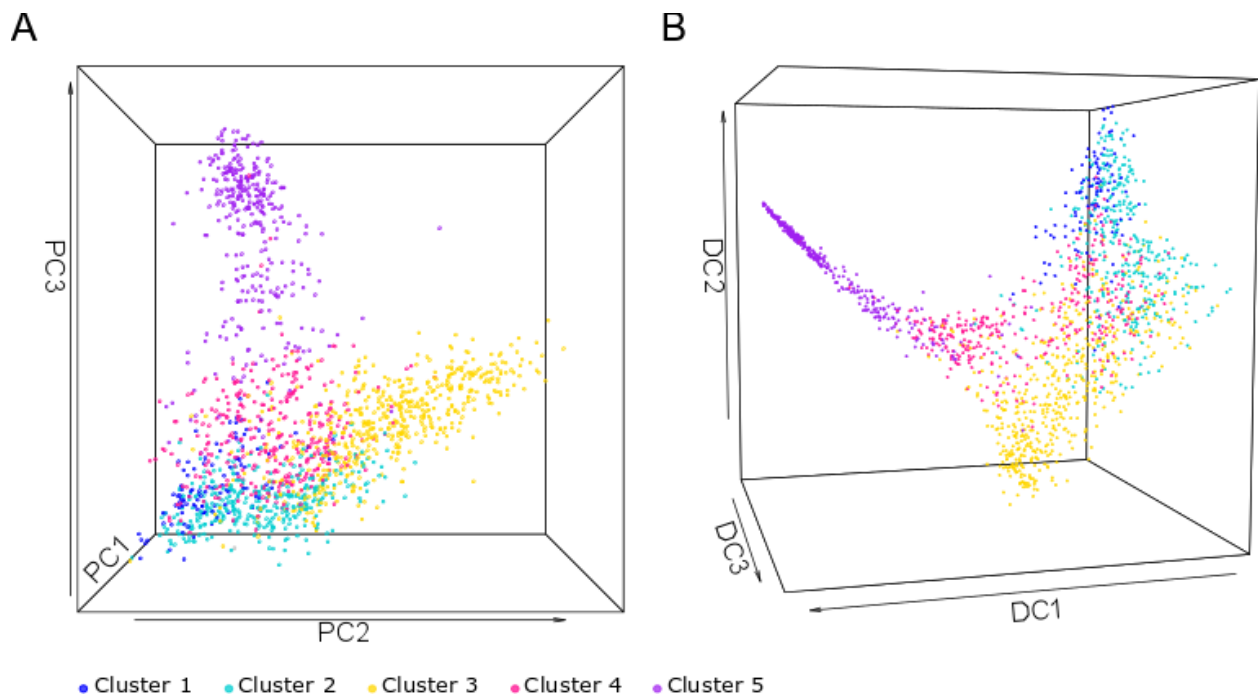 A
B
PC3
PC1
PC2
DC2
DC3
DC1
Cluster 1
Cluster 2
Cluster 3
Cluster 4
Cluster 5